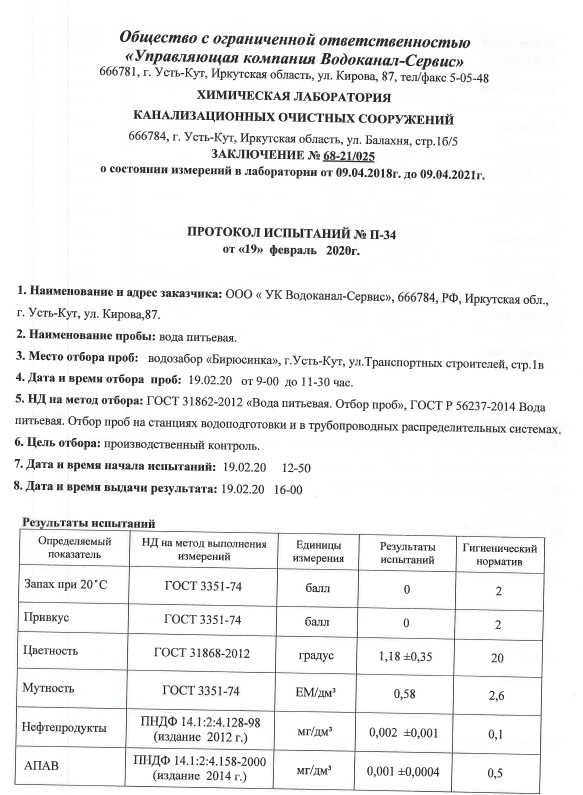 Общество с ограниченной ответственностью
«Управляющая компания Водоканал-Сервис»
666781, г. Усть-Кут, Иркутская область, ул. Кирова, 87, тел/факс 5-05-48
ХИМИЧЕСКАЯ ЛАБОРАТОРИЯ
КАНАЛИЗАЦИОННЫХ ОЧИСТНЫХ СООРУЖЕНИЙ
666784, г. Усть-Кут, Иркутская область, ул. Балахня, стр.1б/5
ЗАКЛЮЧЕНИЕ № 68-21/025
о состоянии измерений в лаборатории от 09.04.2018г. до 09.04.2021г.
ПРОТОКОЛ ИСПЫТАНИЙ № П-34
от «19» февраль 2020г.
1. Наименование и адрес заказчика: ООО « УК Водоканал-Сервис», 666784, РФ, Иркутская обл.,
г. Усть-Кут, ул. Кирова,87.
2. Наименование пробы: вода питьевая.
3. Место отбора проб: водозабор «Бирюсинка», г.Усть-Кут, ул.Транспортных строителей, стр.1в
4. Дата и время отбора проб: 19.02.20 от 9-00 до 11-30 час.
5. НД на метод отбора: ГОСТ 31862-2012 «Вода питьевая. Отбор проб», ГОСТ Р 56237-2014 Вода
питьевая. Отбор проб на станциях водоподготовки и в трубопроводных распределительных системах.
6. Цель отбора: производственный контроль.
7. Дата и время начала испытаний: 19.02.20 12-50
8. Дата и время выдачи результата: 19.02.20 16-00
Результаты испытаний
Определяемый показатель НД на метод выполнения измерений Единицы измерения Результаты испытаний Гигиенический норматив
Запах при 20˚С ГОСТ 3351-74 балл 0 2
Привкус ГОСТ 3351-74 балл 0 2
Цветность ГОСТ 31868-2012 градус 1,18 ±0,35 20
Мутность ГОСТ 3351-74 ЕМ/дм³ 0,58 2,6
Нефтепродукты ПНДФ 14.1:2:4.128-98 (издание 2012 г.) мг/дм³ 0,002 ±0,001 0,1
АПАВ ПНДФ 14.1:2:4.158-2000 (издание 2014 г.) мг/дм³ 0,001 ±0,0004 0,5